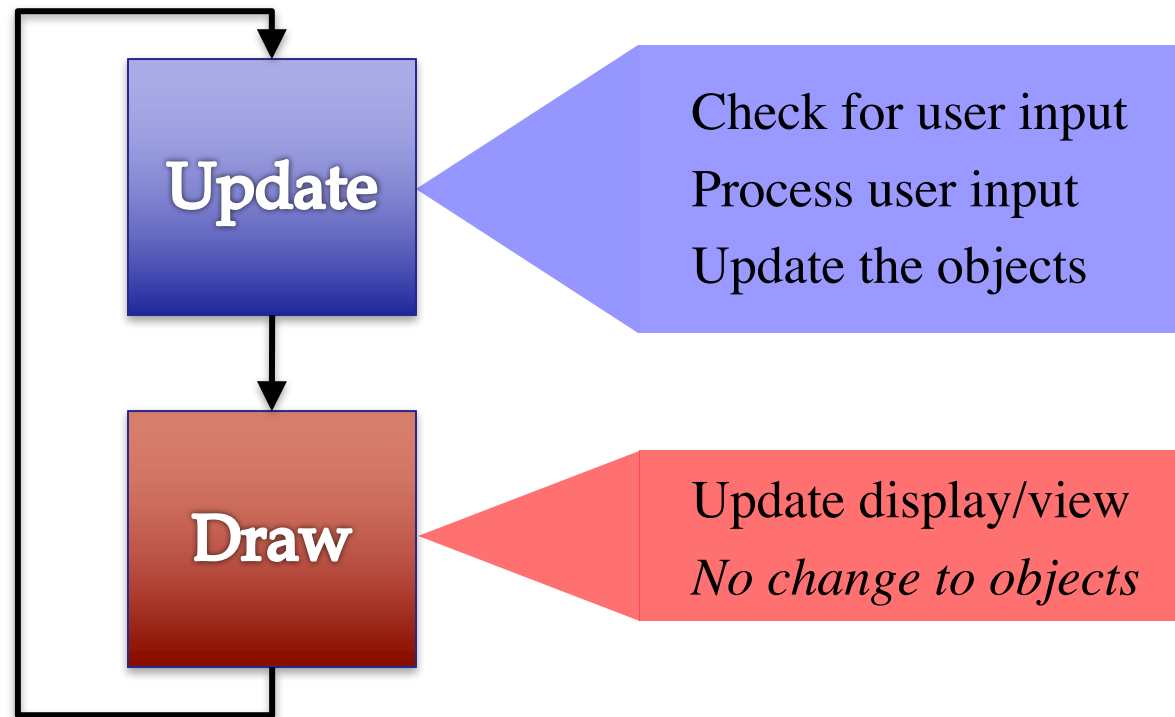 Update
Check for user input
Process user input
Update the objects
Draw
Update display/view
No change to objects